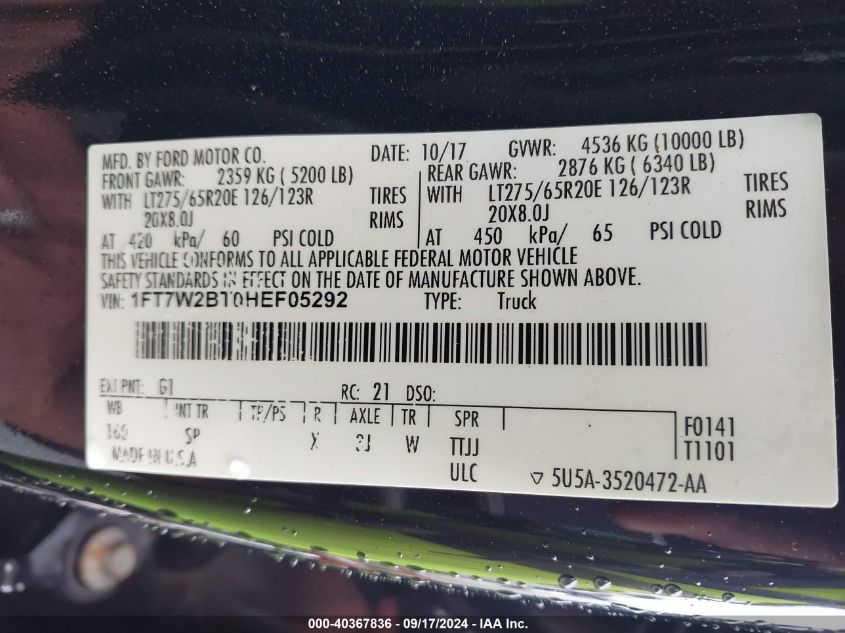 MFD. BY FORD MOTOR CO. DATE: 10/17 GVWR: 4536 KG (10000 LB)
FRONT GAWR: 2359 KG ( 5200 LB) REAR GAWR: 2876 KG ( 6340 LB)
WITH LT275/65R20E 126/123R TIRES WITH LT275/65R20E 126/123R TIRES
20X8.0J RIMS 20X8.0J RIMS
AT 420 kPa/ 60 PSI COLD AT 450 kPa/ 65 PSI COLD
THIS VEHICLE CONFORMS TO ALL APPLICABLE FEDERAL MOTOR VEHICLE
SAFETY STANDARDS IN EFFECT ON THE DATE OF MANUFACTURE SHOWN ABOVE.
VIN: 1FT7W2BT0HEF05292 TYPE: Truck
EXT PNT: G1 RC: 21 DSO:
WB INT TR TP/PS R AXLE TR SPR F0141
160 SP X 3J W TTJJ T1101
MADE IN U.S.A ULC ▽ 5U5A-3520472-AA
000-40367836 - 09/17/2024 - IAA Inc.